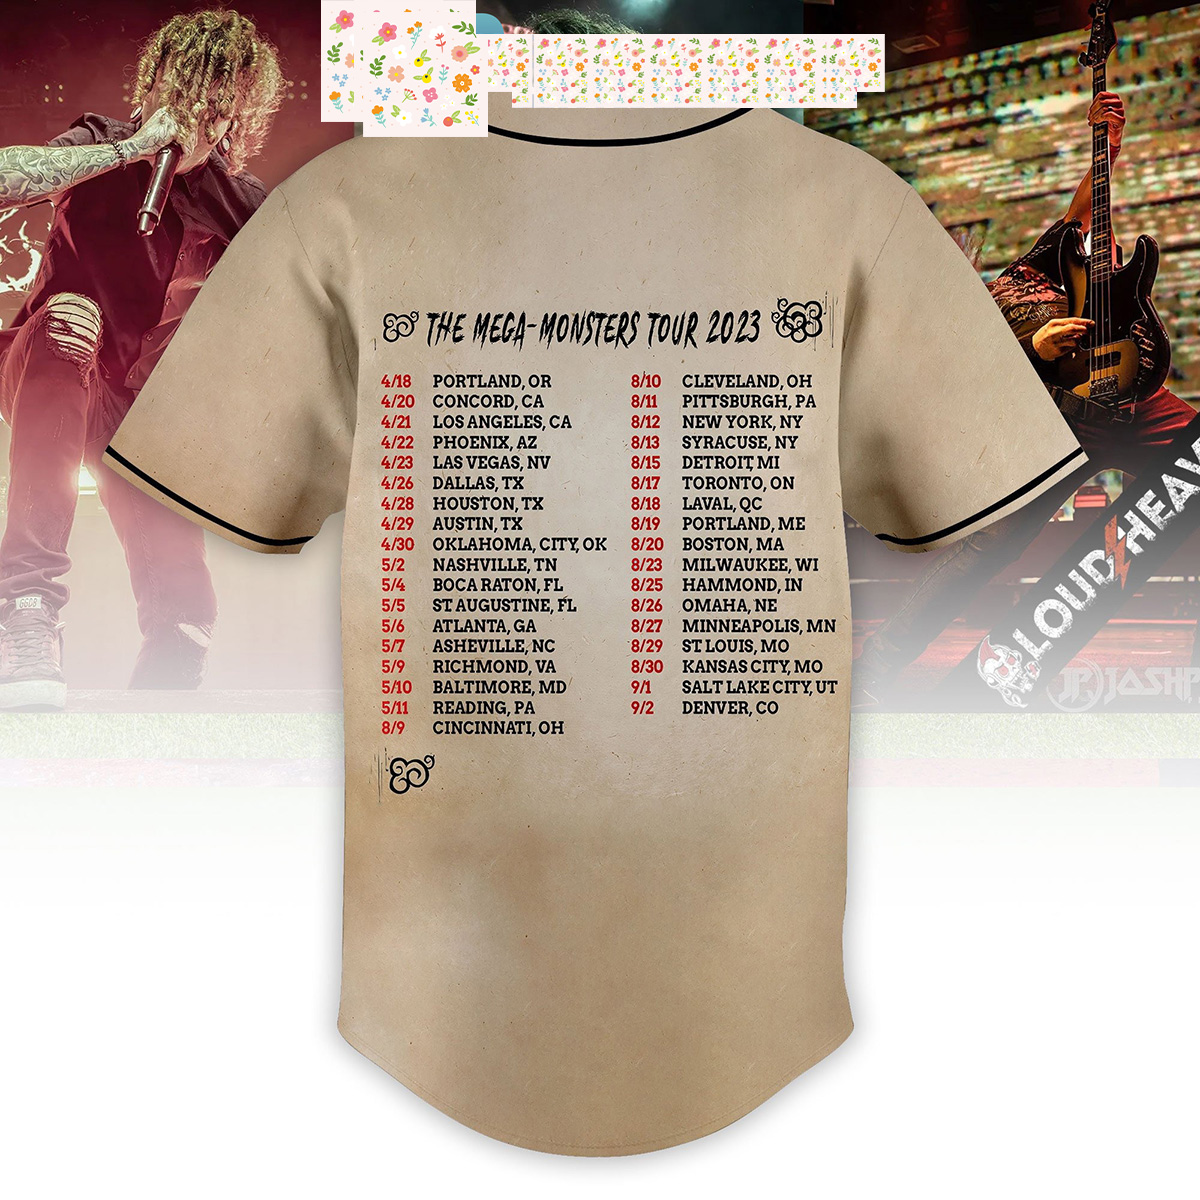 THE MEGA-MONSTERS TOUR 2023
4/18 PORTLAND, OR
4/20 CONCORD, CA
4/21 LOS ANGELES, CA
4/22 PHOENIX, AZ
4/23 LAS VEGAS, NV
4/26 DALLAS, TX
4/28 HOUSTON, TX
4/29 AUSTIN, TX
4/30 OKLAHOMA, CITY, OK
5/2 NASHVILLE, TN
5/4 BOCA RATON, FL
5/5 ST AUGUSTINE, FL
5/6 ATLANTA, GA
5/7 ASHEVILLE, NC
5/9 RICHMOND, VA
5/10 BALTIMORE, MD
5/11 READING, PA
8/9 CINCINNATI, OH
8/10 CLEVELAND, OH
8/11 PITTSBURGH, PA
8/12 NEW YORK, NY
8/13 SYRACUSE, NY
8/15 DETROIT, MI
8/17 TORONTO, ON
8/18 LAVAL, QC
8/19 PORTLAND, ME
8/20 BOSTON, MA
8/23 MILWAUKEE, WI
8/25 HAMMOND, IN
8/26 OMAHA, NE
8/27 MINNEAPOLIS, MN
8/29 ST LOUIS, MO
8/30 KANSAS CITY, MO
9/1 SALT LAKE CITY, UT
9/2 DENVER, CO
LOUD HEAV
JP JOSHP
GGDB